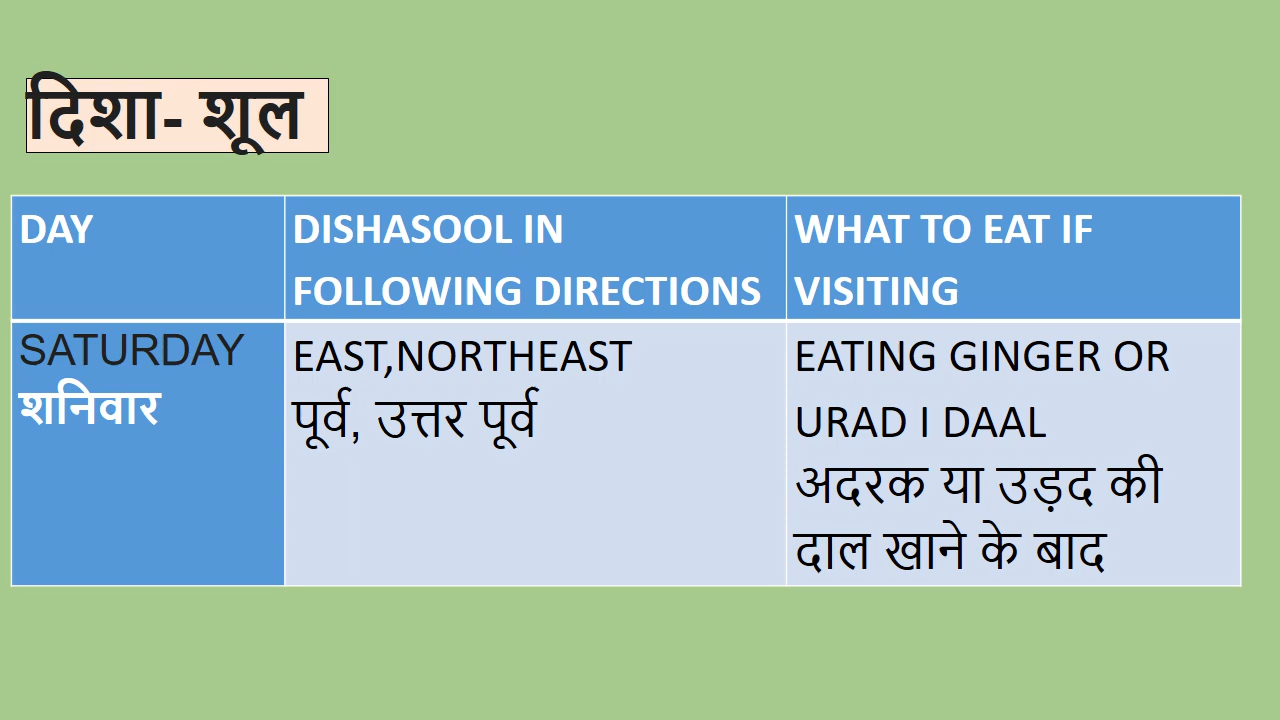 दिशा- शूल
DAY
DISHASOOL IN
FOLLOWING DIRECTIONS
WHAT TO EAT IF
VISITING
SATURDAY
शनिवार
EAST,NORTHEAST
पूर्व, उत्तर पूर्व
EATING GINGER OR
URAD I DAAL
अदरक या उड़द की
दाल खाने के बाद